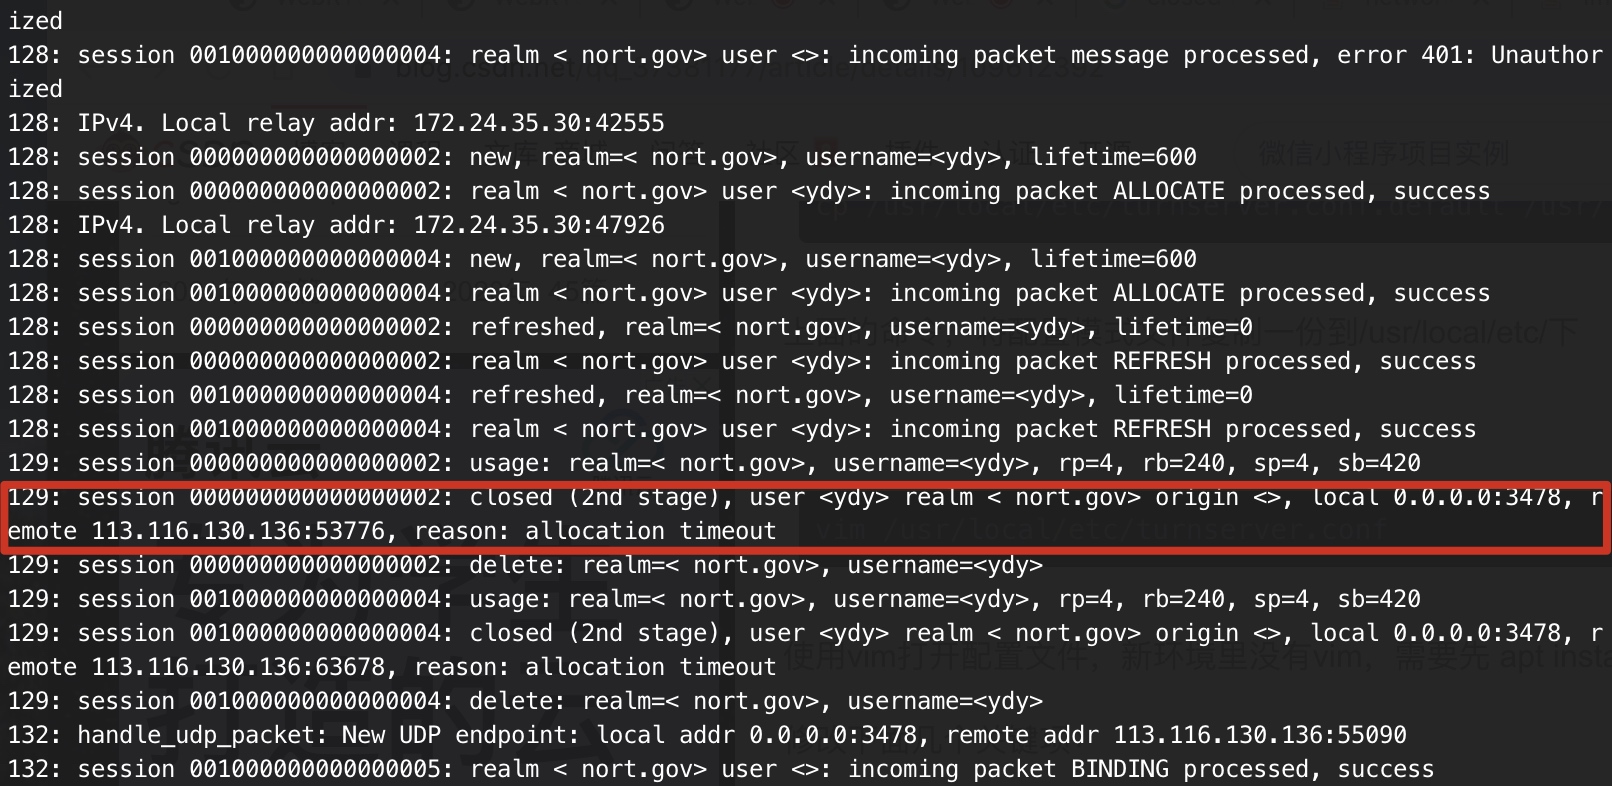 ized
128: session 001000000000000004: realm < nort.gov> user <>: incoming packet message processed, error 401: Unauthor
ized
128: IPv4. Local relay addr: 172.24.35.30:42555
128: session 000000000000000002: new, realm=< nort.gov>, username=<ydy>, lifetime=600
128: session 000000000000000002: realm < nort.gov> user <ydy>: incoming packet ALLOCATE processed, success
128: IPv4. Local relay addr: 172.24.35.30:47926
128: session 001000000000000004: new, realm=< nort.gov>, username=<ydy>, lifetime=600
128: session 001000000000000004: realm < nort.gov> user <ydy>: incoming packet ALLOCATE processed, success
128: session 000000000000000002: refreshed, realm=< nort.gov>, username=<ydy>, lifetime=0
128: session 000000000000000002: realm < nort.gov> user <ydy>: incoming packet REFRESH processed, success
128: session 001000000000000004: refreshed, realm=< nort.gov>, username=<ydy>, lifetime=0
128: session 001000000000000004: realm < nort.gov> user <ydy>: incoming packet REFRESH processed, success
129: session 000000000000000002: usage: realm=< nort.gov>, username=<ydy>, rp=4, rb=240, sp=4, sb=420
129: session 000000000000000002: closed (2nd stage), user <ydy> realm < nort.gov> origin <>, local 0.0.0.0:3478, r
emote 113.116.130.136:53776, reason: allocation timeout
vim /usr/local/etc/turnserver.conf
129: session 000000000000000002: delete: realm=< nort.gov>, username=<ydy>
129: session 001000000000000004: usage: realm=< nort.gov>, username=<ydy>, rp=4, rb=240, sp=4, sb=420
129: session 001000000000000004: closed (2nd stage), user <ydy> realm < nort.gov> origin <>, local 0.0.0.0:3478, r
emote 113.116.130.136:63678, reason: allocation timeout
129: session 001000000000000004: delete: realm=< nort.gov>, username=<ydy>
132: handle_udp_packet: New UDP endpoint: local addr 0.0.0.0:3478, remote addr 113.116.130.136:55090
132: session 001000000000000005: realm < nort.gov> user <>: incoming packet BINDING processed, success